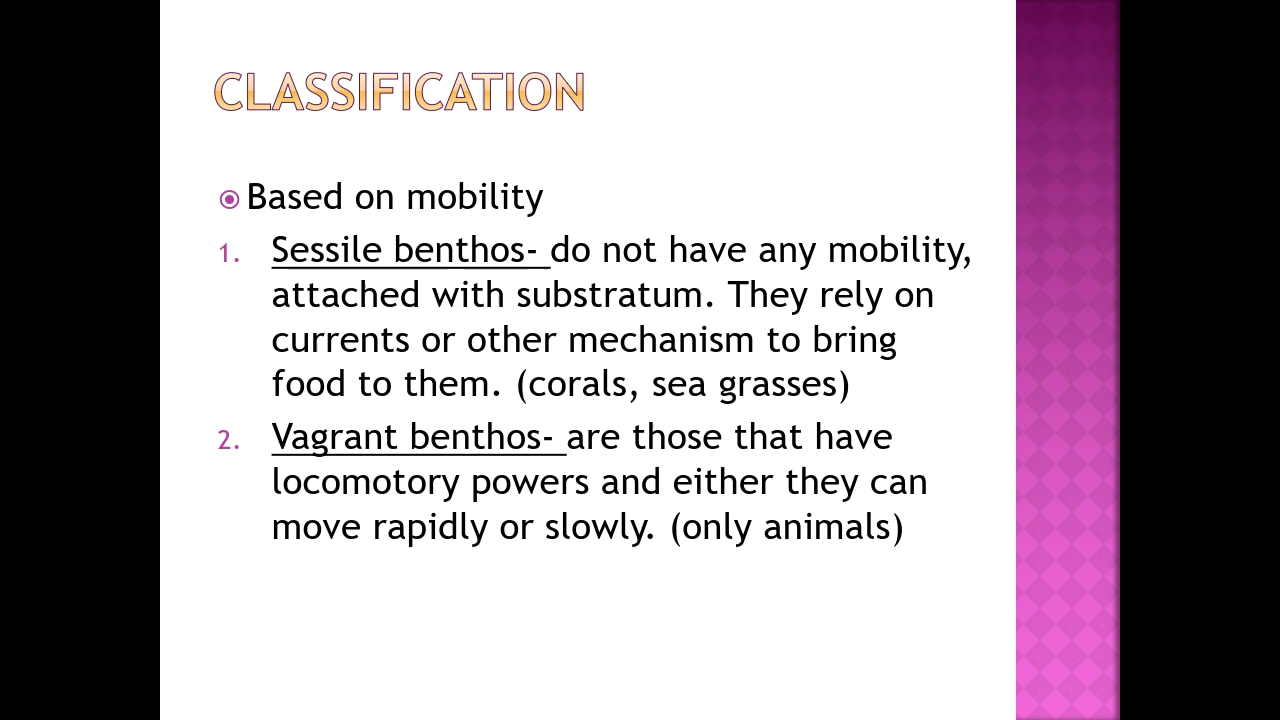 CLASSIFICATION
Based on mobility
1. Sessile benthos- do not have any mobility,
attached with substratum. They rely on
currents or other mechanism to bring
food to them. (corals, sea grasses)
2. Vagrant benthos- are those that have
locomotory powers and either they can
move rapidly or slowly. (only animals)